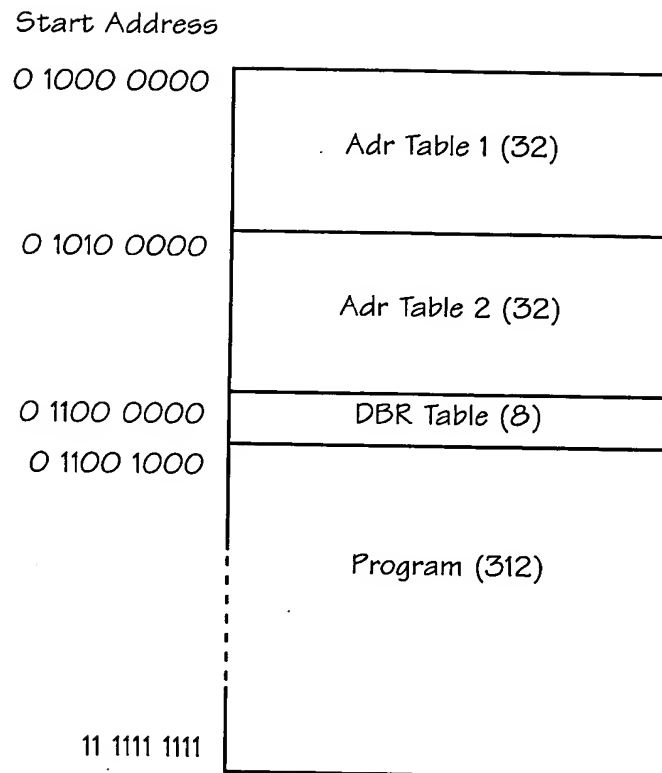 Start Address
0 1000 0000
Adr Table 1 (32)
0 1010 0000
Adr Table 2 (32)
0 1100 0000
DBR Table (8)
0 1100 1000
Program (312)
11 1111 1111